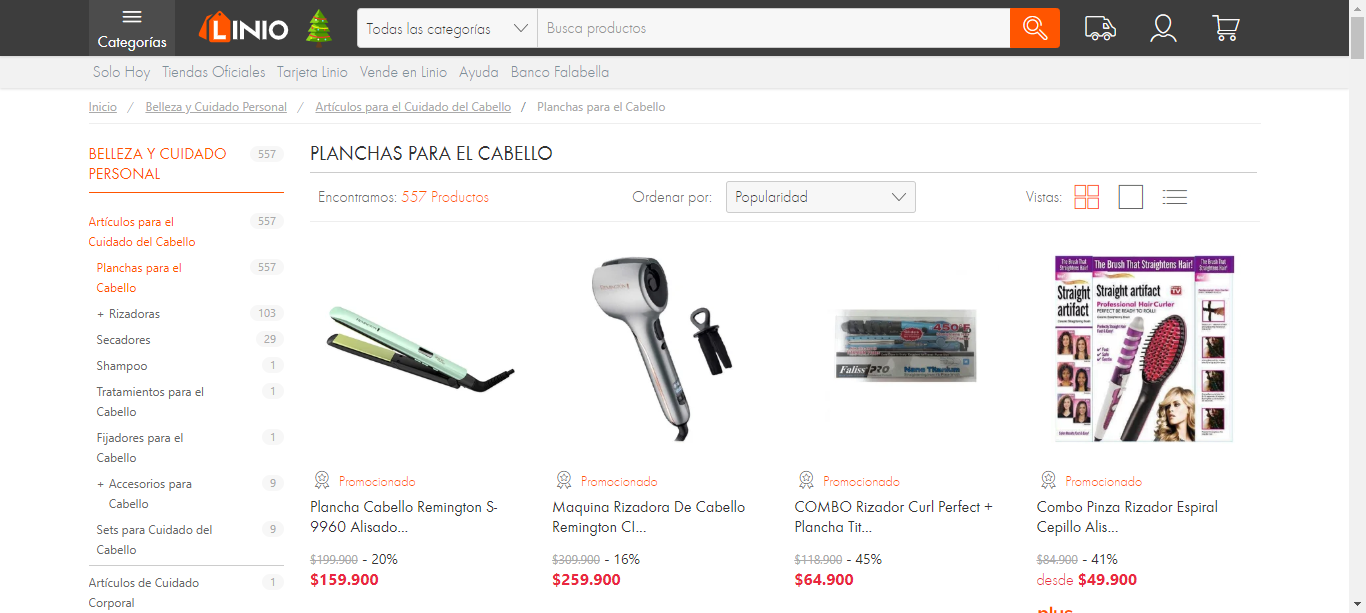 Categorías
LINIO
Todas las categorías
Busca productos
Solo Hoy Tiendas Oficiales Tarjeta Linio Vende en Linio Ayuda Banco Falabella
Inicio / Belleza y Cuidado Personal / Artículos para el Cuidado del Cabello / Planchas para el Cabello
BELLEZA Y CUIDADO
PERSONAL
557
Artículos para el
Cuidado del Cabello
557
Planchas para el
Cabello
557
+ Rizadoras 103
Secadores 29
Shampoo 1
Tratamientos para el
Cabello
1
Fijadores para el
Cabello
1
+ Accesorios para
Cabello
9
Sets para Cuidado del
Cabello
9
Artículos de Cuidado
Corporal
1
PLANCHAS PARA EL CABELLO
Encontramos: 557 Productos
Ordenar por: Popularidad
Vistas:
Promocionado
Plancha Cabello Remington S-
9960 Alisado...
$199.900 - 20%
$159.900
Promocionado
Maquina Rizadora De Cabello
Remington CI...
$309.900 - 16%
$259.900
450°F
Faliss PRO
Nano Titanium
Promocionado
COMBO Rizador Curl Perfect +
Plancha Tit...
$118.900 - 45%
$64.900
The Brush That Straightens Hair!
Straight
artifact
Straight artifact
Professional Hair Curler
PERFECT BE READY TO ROLL!
Promocionado
Combo Pinza Rizador Espiral
Cepillo Alis...
$84.900 - 41%
desde $49.900
plus